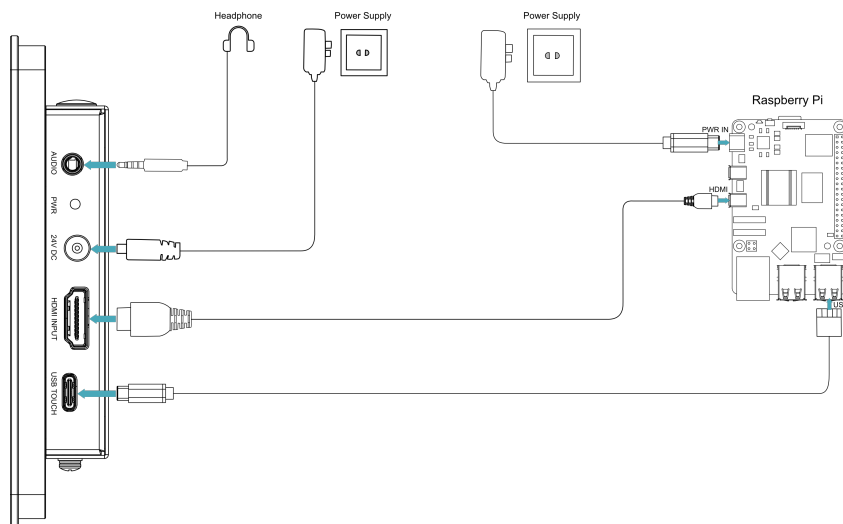 Headphone
Power Supply
Power Supply
Raspberry Pi
PWR IN
HDMI
US
AUDIO
PWR
24V DC
HDMI INPUT
USB TOUCH